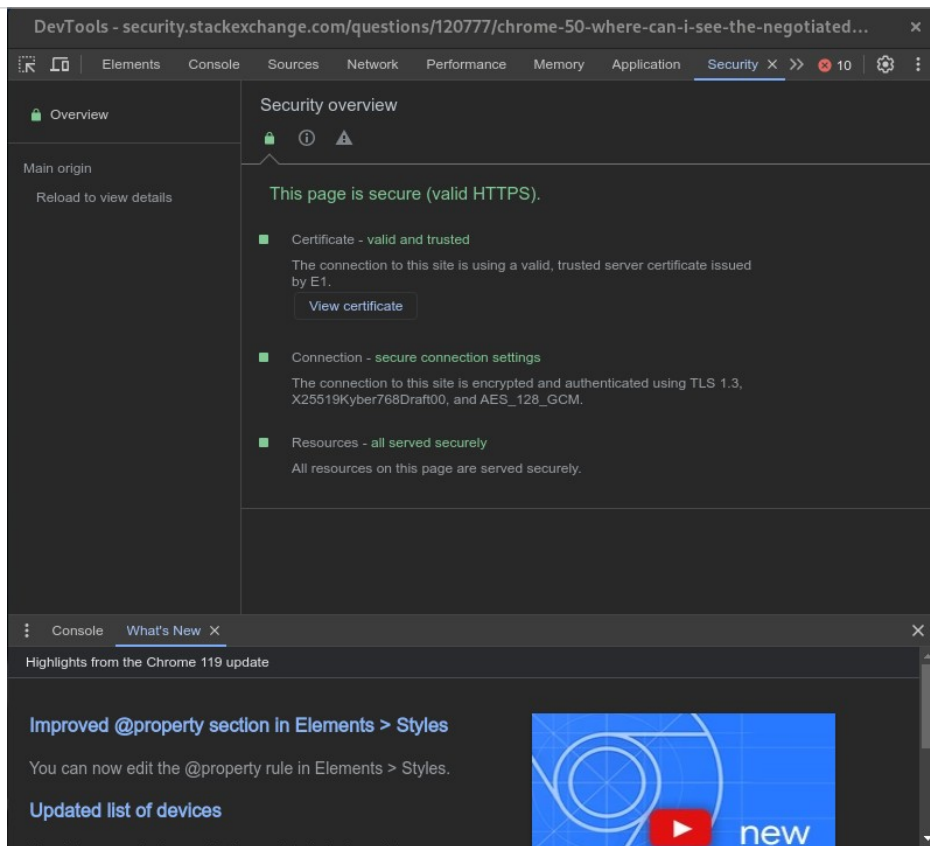 DevTools - security.stackexchange.com/questions/120777/chrome-50-where-can-i-see-the-negotiated...
Elements Console Sources Network Performance Memory Application Security 10
Overview
Main origin
Reload to view details
Security overview
This page is secure (valid HTTPS).
Certificate - valid and trusted
The connection to this site is using a valid, trusted server certificate issued
by E1.
View certificate
Connection - secure connection settings
The connection to this site is encrypted and authenticated using TLS 1.3,
X25519Kyber768Draft00, and AES_128_GCM.
Resources - all served securely
All resources on this page are served securely.
Console What's New
Highlights from the Chrome 119 update
Improved @property section in Elements > Styles
You can now edit the @property rule in Elements > Styles.
Updated list of devices
new